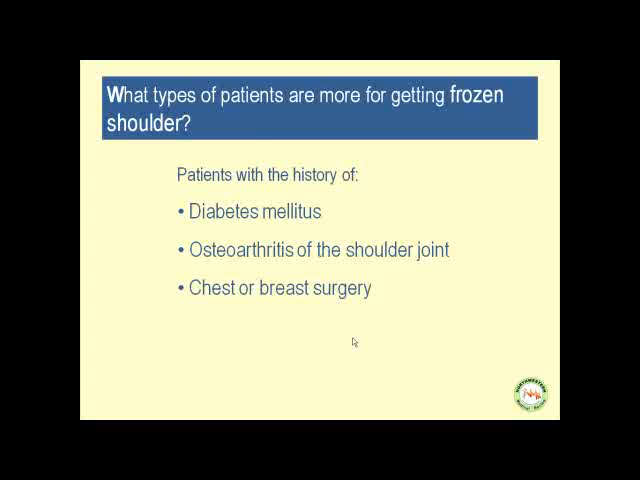 What types of patients are more for getting frozen
shoulder?
Patients with the history of:
• Diabetes mellitus
• Osteoarthritis of the shoulder joint
• Chest or breast surgery